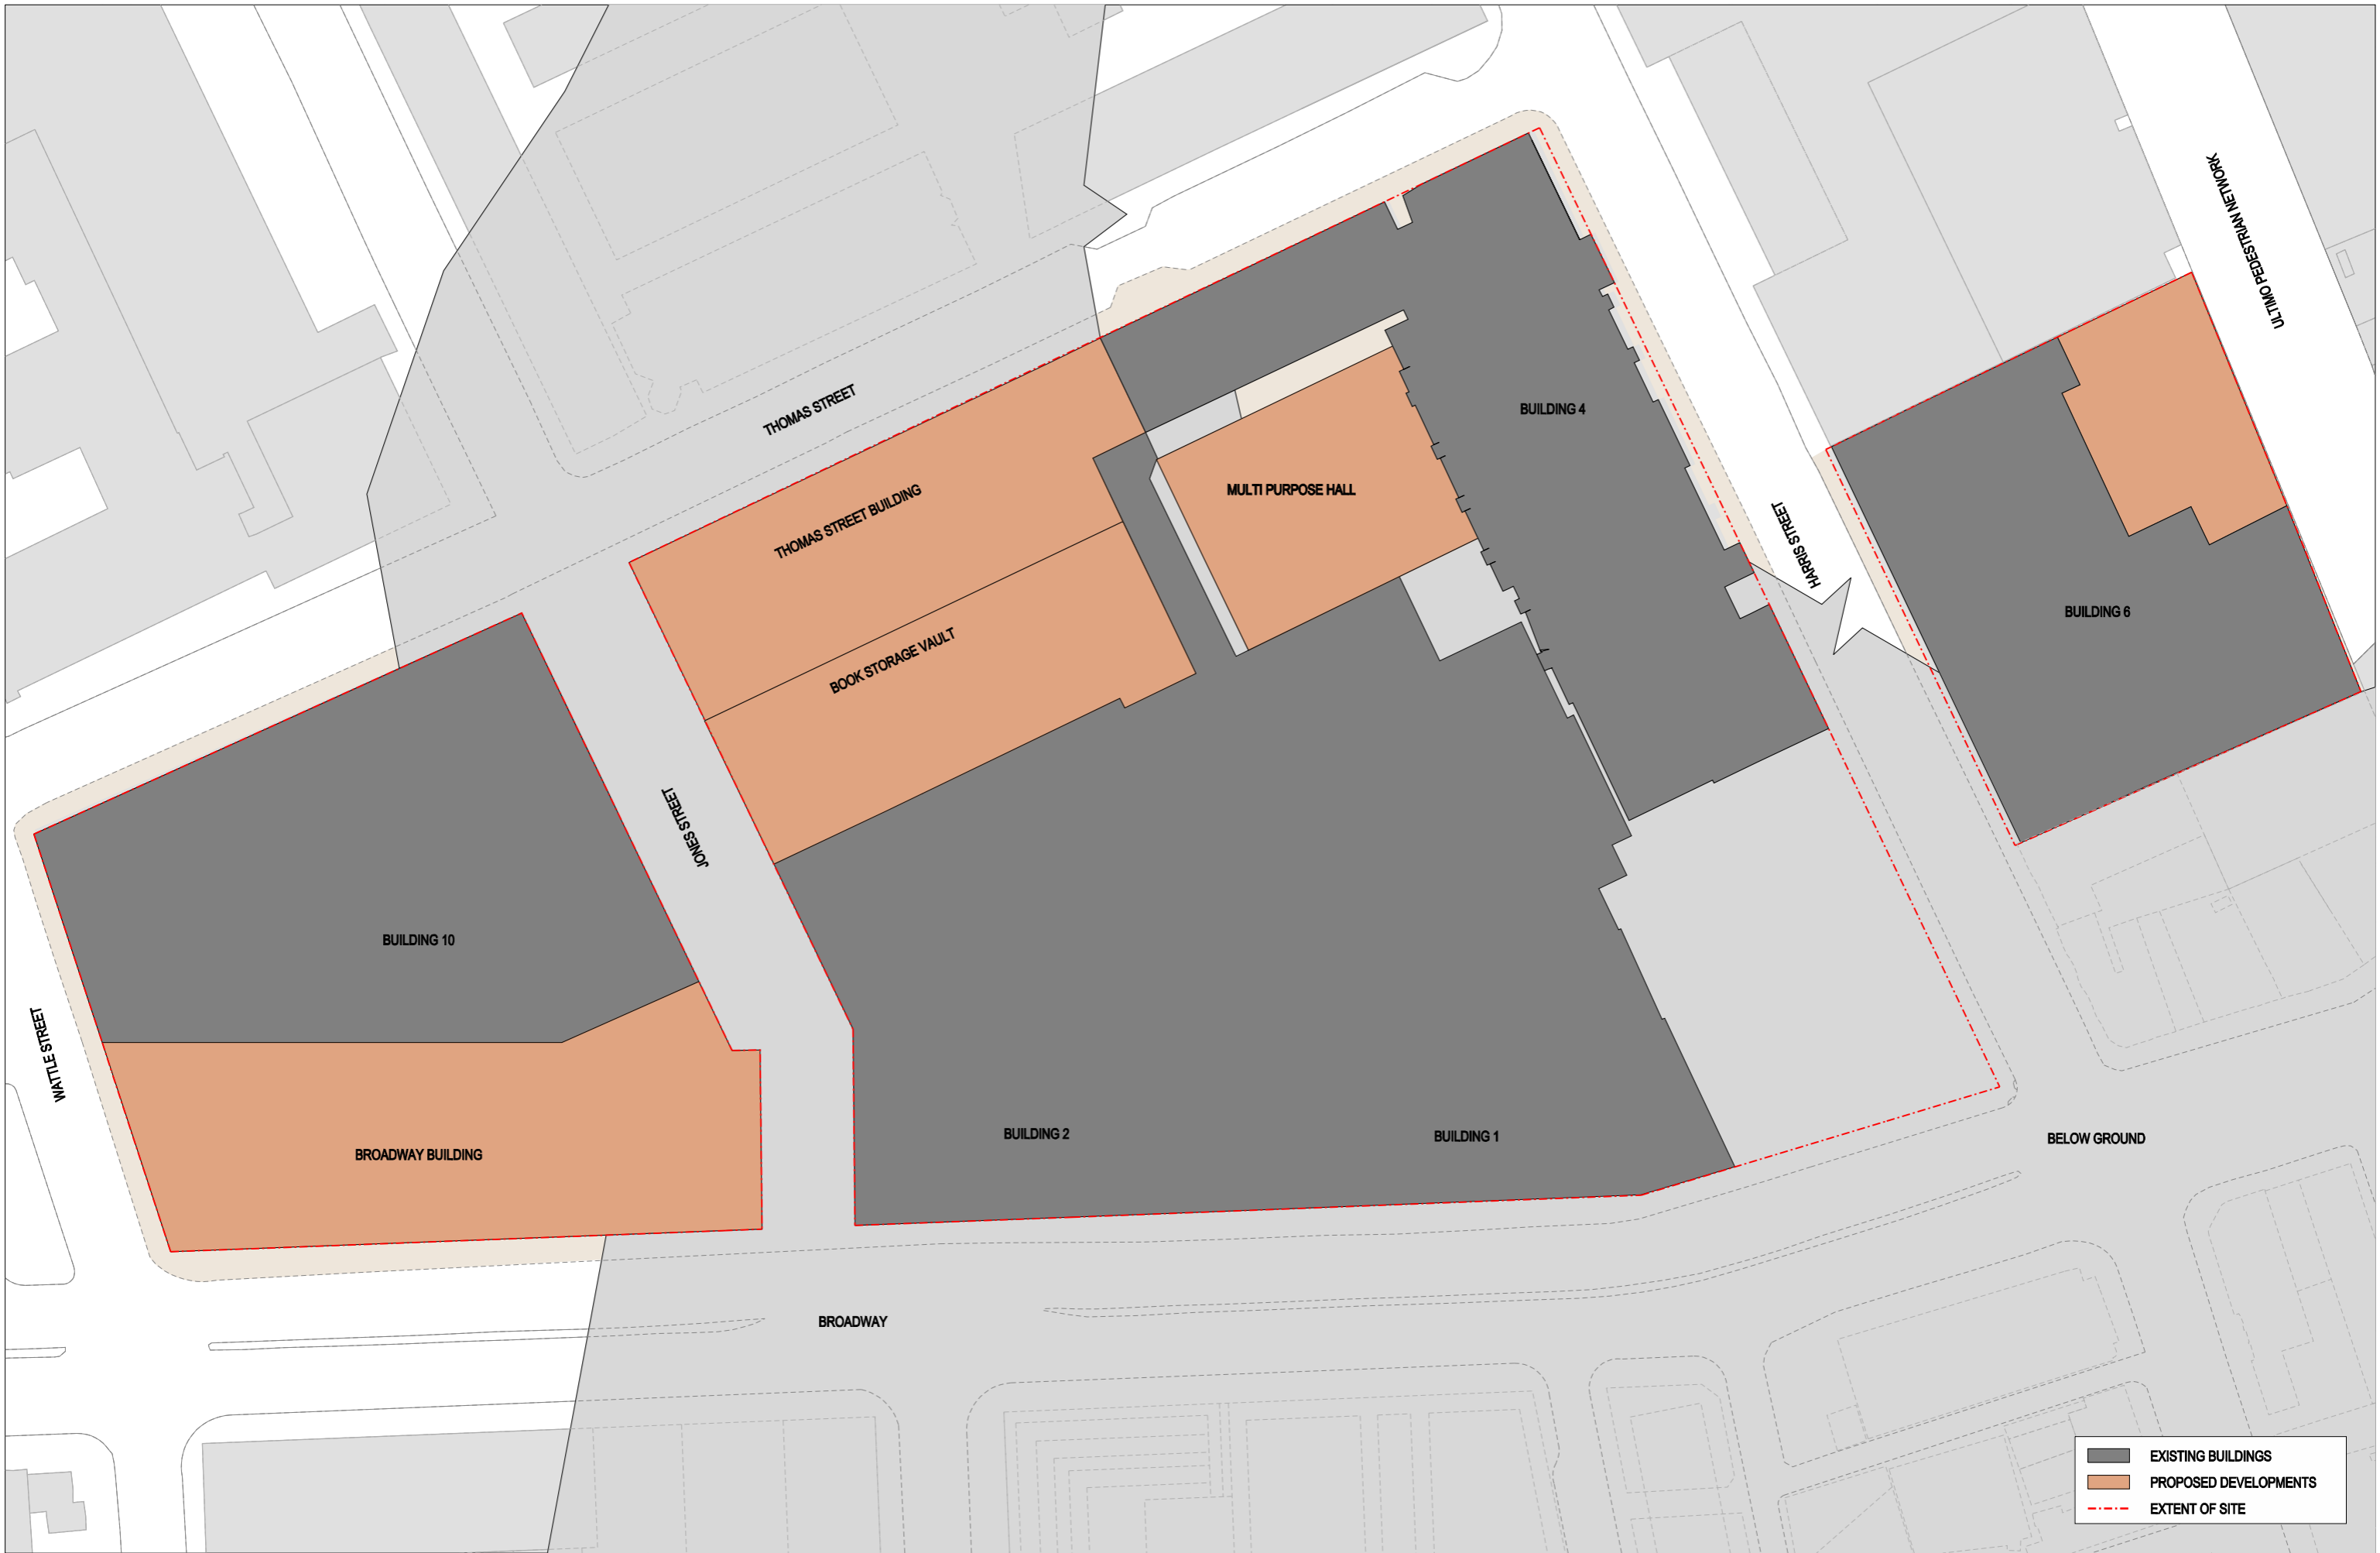 ULTIMO PEDESTRIAN NETWORK
THOMAS STREET
BUILDING 4
MULTI PURPOSE HALL
THOMAS STREET BUILDING
HARRIS STREET
BUILDING 6
BOOK STORAGE VAULT
JONES STREET
BUILDING 10
WATTLE STREET
BROADWAY BUILDING
BUILDING 2
BUILDING 1
BELOW GROUND
BROADWAY
EXISTING BUILDINGS
PROPOSED DEVELOPMENTS
EXTENT OF SITE